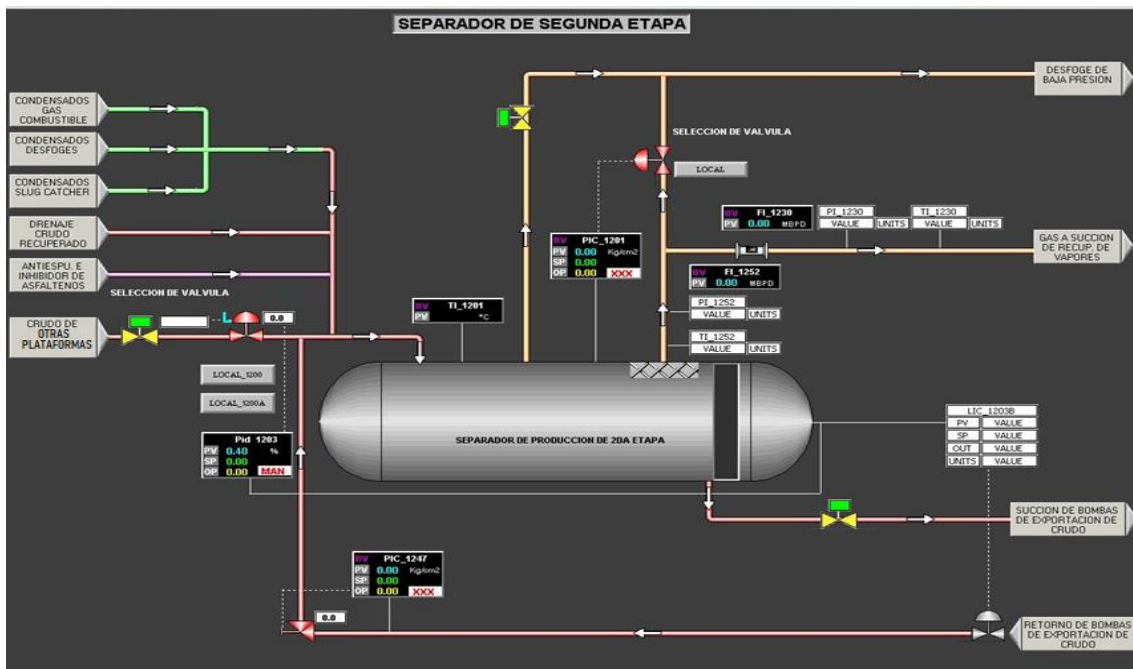 SEPARADOR DE SEGUNDA ETAPA
CONDENSADOS
GAS
COMBUSTIBLE
CONDENSADOS
DESFOGES
CONDENSADOS
SLUG CATCHER
DRENAJE
CRUDO
RECUPERADO
ANTIESPU. E
INHIBIDOR DE
ASFALTENOS
SELECCION DE VALVULA
CRUDO DE
OTRAS
PLATAFORMAS
L
0.0
LOCAL_1200
LOCAL_1200A
Pid_1203
PV 0.40 %
SP 0.00
OP 0.00 MAN
BV TI_1201
PV °C
BV PIC_1201
PV 0.00 Kg/cm2
SP 0.00
OP 0.00 XXX
SELECCION DE VALVULA
LOCAL
DESFOGE DE
BAJA PRESION
BV FI_1230
PV 0.00 MBPD
PI_1230
VALUE UNITS
TI_1230
VALUE UNITS
GAS A SUCCION
DE RECUP. DE
VAPORES
BV FI_1252
PV 0.00 MBPD
PI_1252
VALUE UNITS
TI_1252
VALUE UNITS
SEPARADOR DE PRODUCCION DE 2DA ETAPA
LIC_1203B
PV VALUE
SP VALUE
OUT VALUE
UNITS VALUE
SUCCION DE BOMBAS
DE EXPORTACION DE
CRUDO
BV PIC_1247
PV 0.00 Kg/cm2
SP 0.00
OP 0.00 XXX
0.0
RETORNO DE BOMBAS
DE EXPORTACION DE
CRUDO